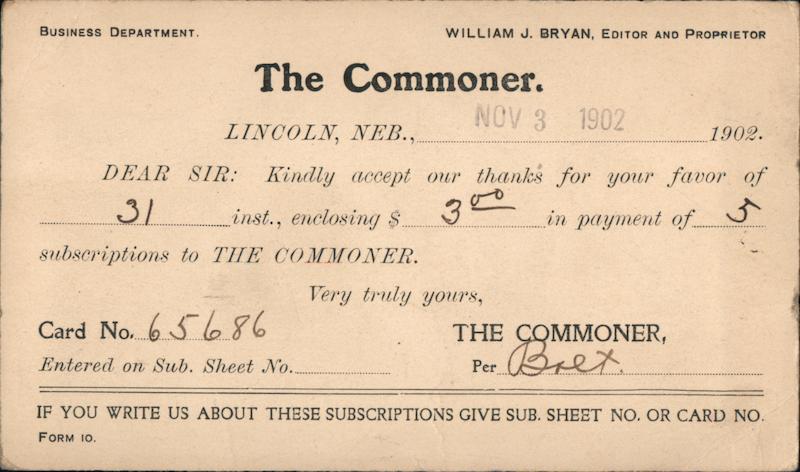 BUSINESS DEPARTMENT. WILLIAM J. BRYAN, EDITOR AND PROPRIETOR
The Commoner.
LINCOLN, NEB., NOV 3 1902 1902.
DEAR SIR: Kindly accept our thanks for your favor of
31 inst., enclosing $ 3 00 in payment of 5
subscriptions to THE COMMONER.
Very truly yours,
Card No. 65686 THE COMMONER,
Entered on Sub. Sheet No. Per
IF YOU WRITE US ABOUT THESE SUBSCRIPTIONS GIVE SUB. SHEET NO. OR CARD NO.
FORM 10.